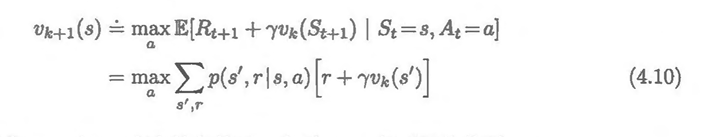 v_{k+1}(s) ≐ max_a 𝔼[R_{t+1} + γv_k(S_{t+1}) | S_t=s, A_t=a]
= max_a ∑_{s′,r} p(s′, r|s, a)[r + γv_k(s′)] (4.10)